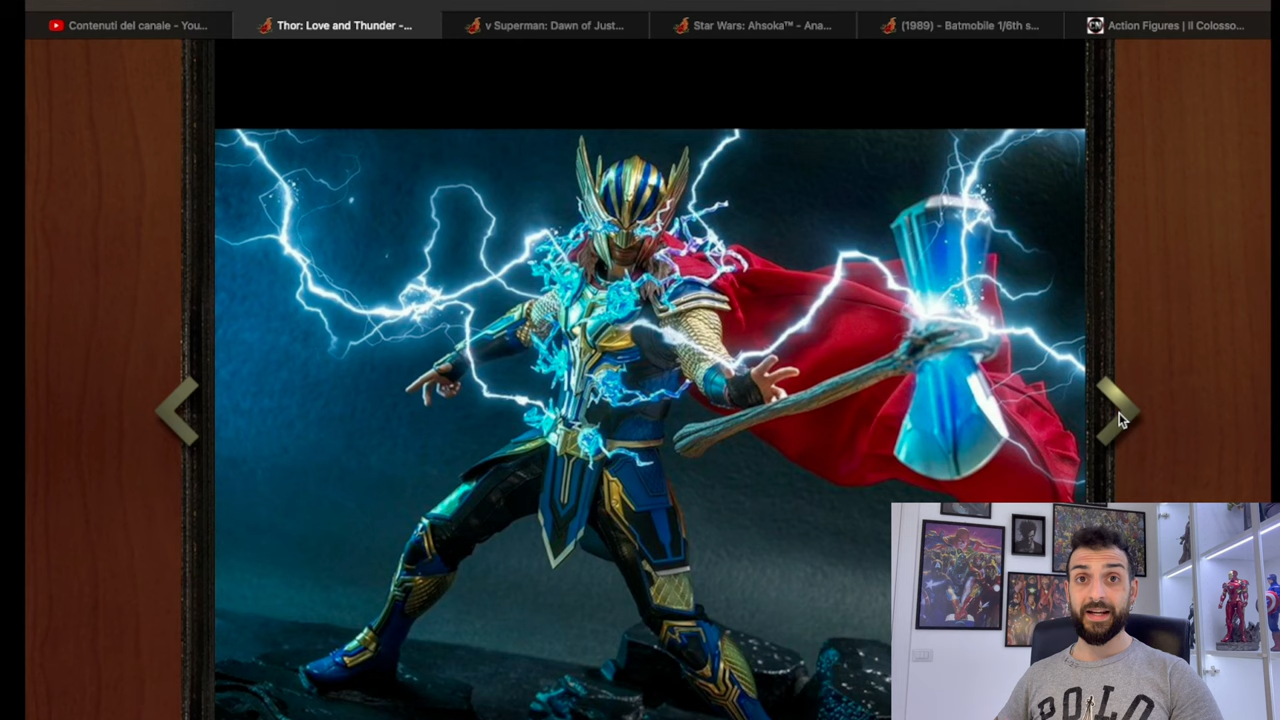 Contenuti del canale - You...
Thor: Love and Thunder -...
v Superman: Dawn of Just...
Star Wars: Ahsoka™ - Ana...
(1989) - Batmobile 1/6th s...
Action Figures | Il Colosso...
POLO